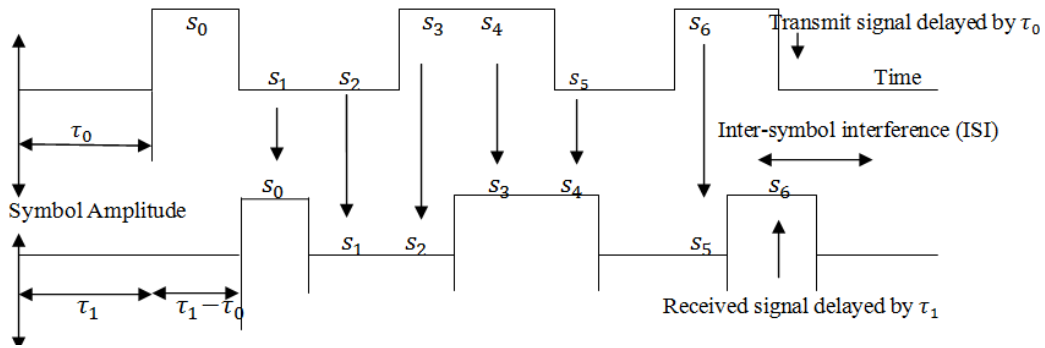 s₀ s₃ s₄ s₆ Transmit signal delayed by τ₀
s₁ s₂ s₅ Time
τ₀ Inter-symbol interference (ISI)
s₀ s₃ s₄ s₆
Symbol Amplitude
s₁ s₂ s₅
τ₁ τ₁−τ₀ Received signal delayed by τ₁